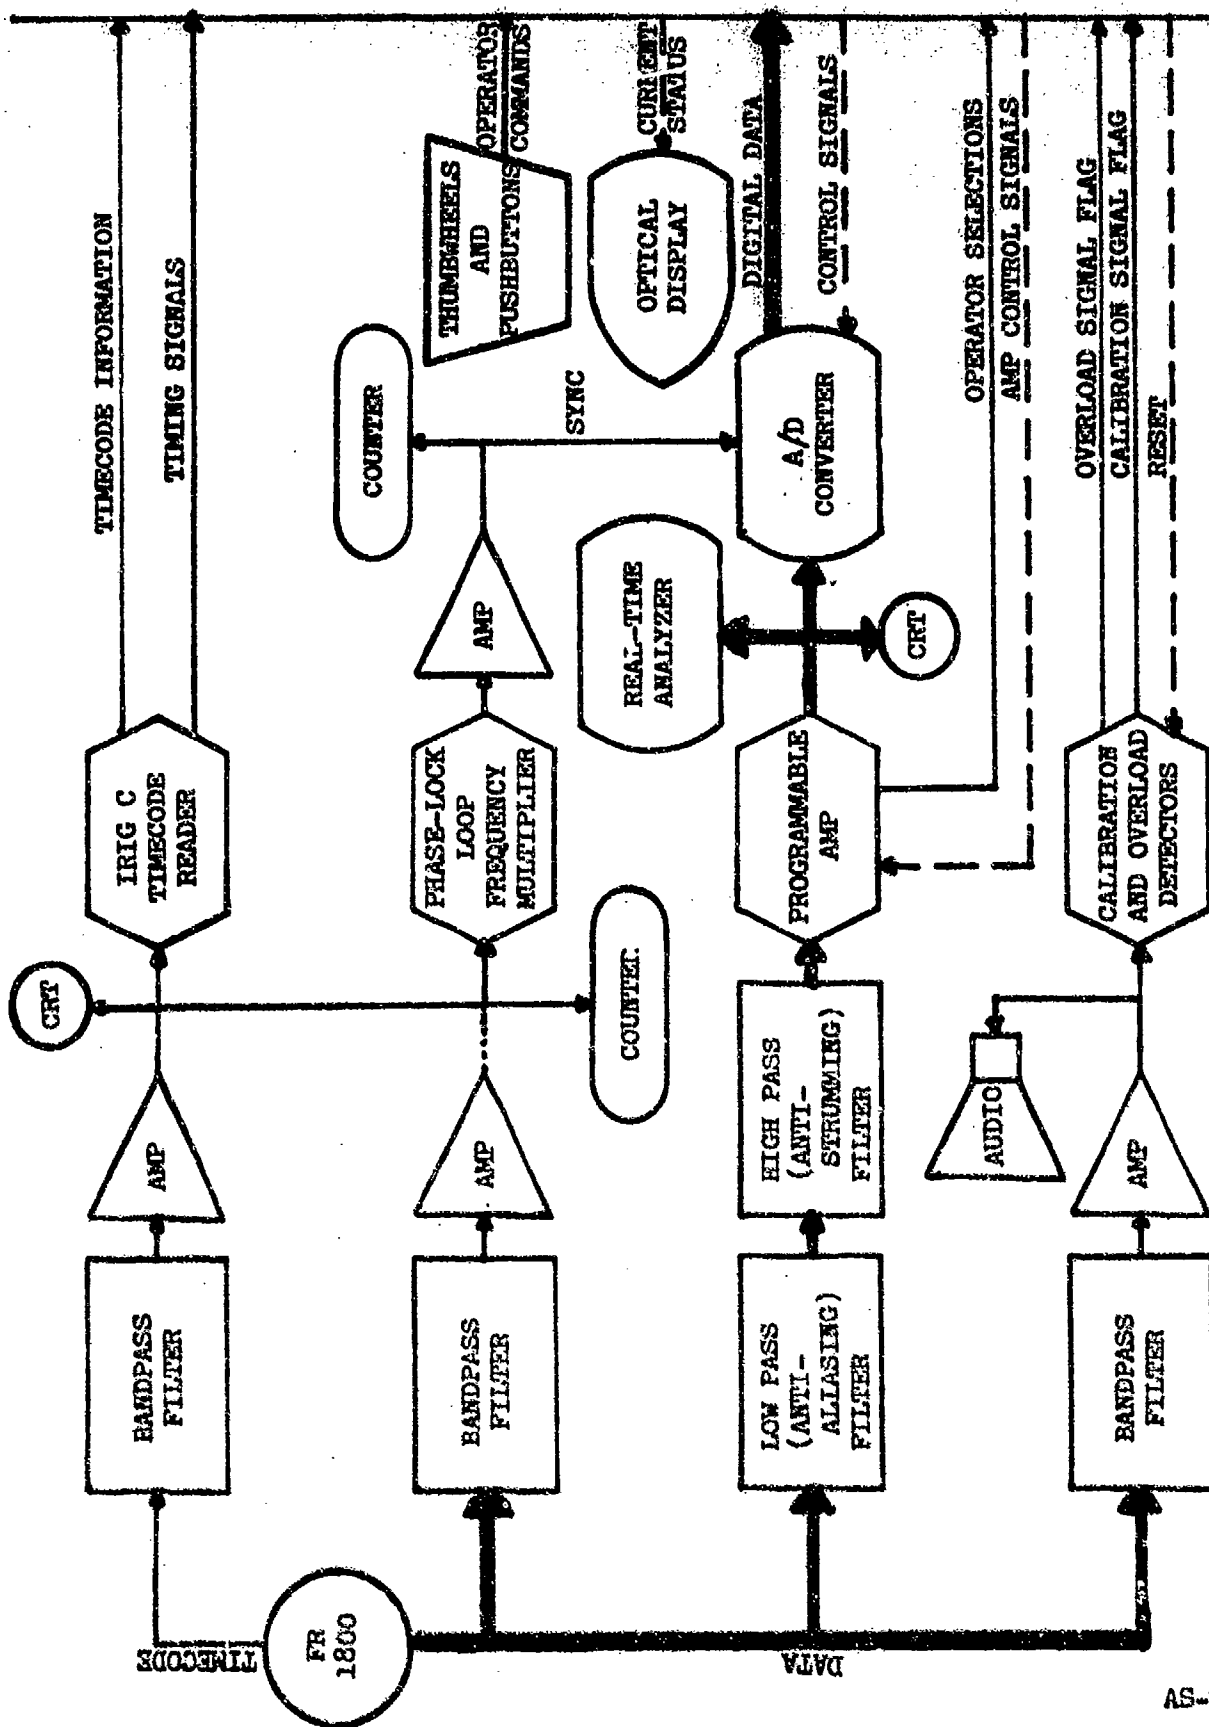 TIMECODE
FR
1800
DATA
BANDPASS
FILTER
AMP
CRT
IRIG C
TIMECODE
READER
TIMECODE INFORMATION
TIMING SIGNALS
BANDPASS
FILTER
AMP
COUNTER
PHASE-LOCK
LOOP
FREQUENCY
MULTIPLIER
AMP
COUNTER
SYNC
THUMBWHEELS
AND
PUSHBUTTONS
OPERATOR
COMMANDS
OPTICAL
DISPLAY
CURRENT
STATUS
LOW PASS
(ANTI-
ALIASING)
FILTER
HIGH PASS
(ANTI-
STRUMMING)
FILTER
PROGRAMMABLE
AMP
REAL-TIME
ANALYZER
CRT
A/D
CONVERTER
DIGITAL DATA
CONTROL SIGNALS
OPERATOR SELECTIONS
AMP CONTROL SIGNALS
BANDPASS
FILTER
AMP
AUDIO
CALIBRATION
AND OVERLOAD
DETECTORS
OVERLOAD SIGNAL FLAG
CALIBRATION SIGNAL FLAG
RESET
AS-